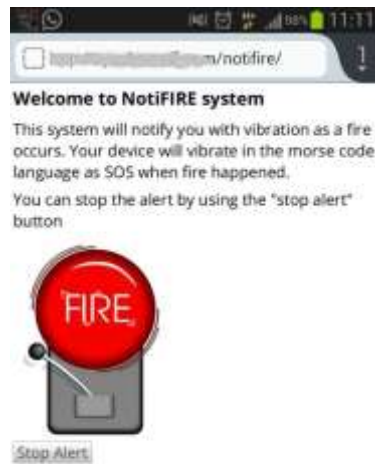 98% 11:11
m/notifire/
Welcome to NotiFIRE system
This system will notify you with vibration as a fire
occurs. Your device will vibrate in the morse code
language as SOS when fire happened.
You can stop the alert by using the "stop alert"
button
FIRE
Stop Alert